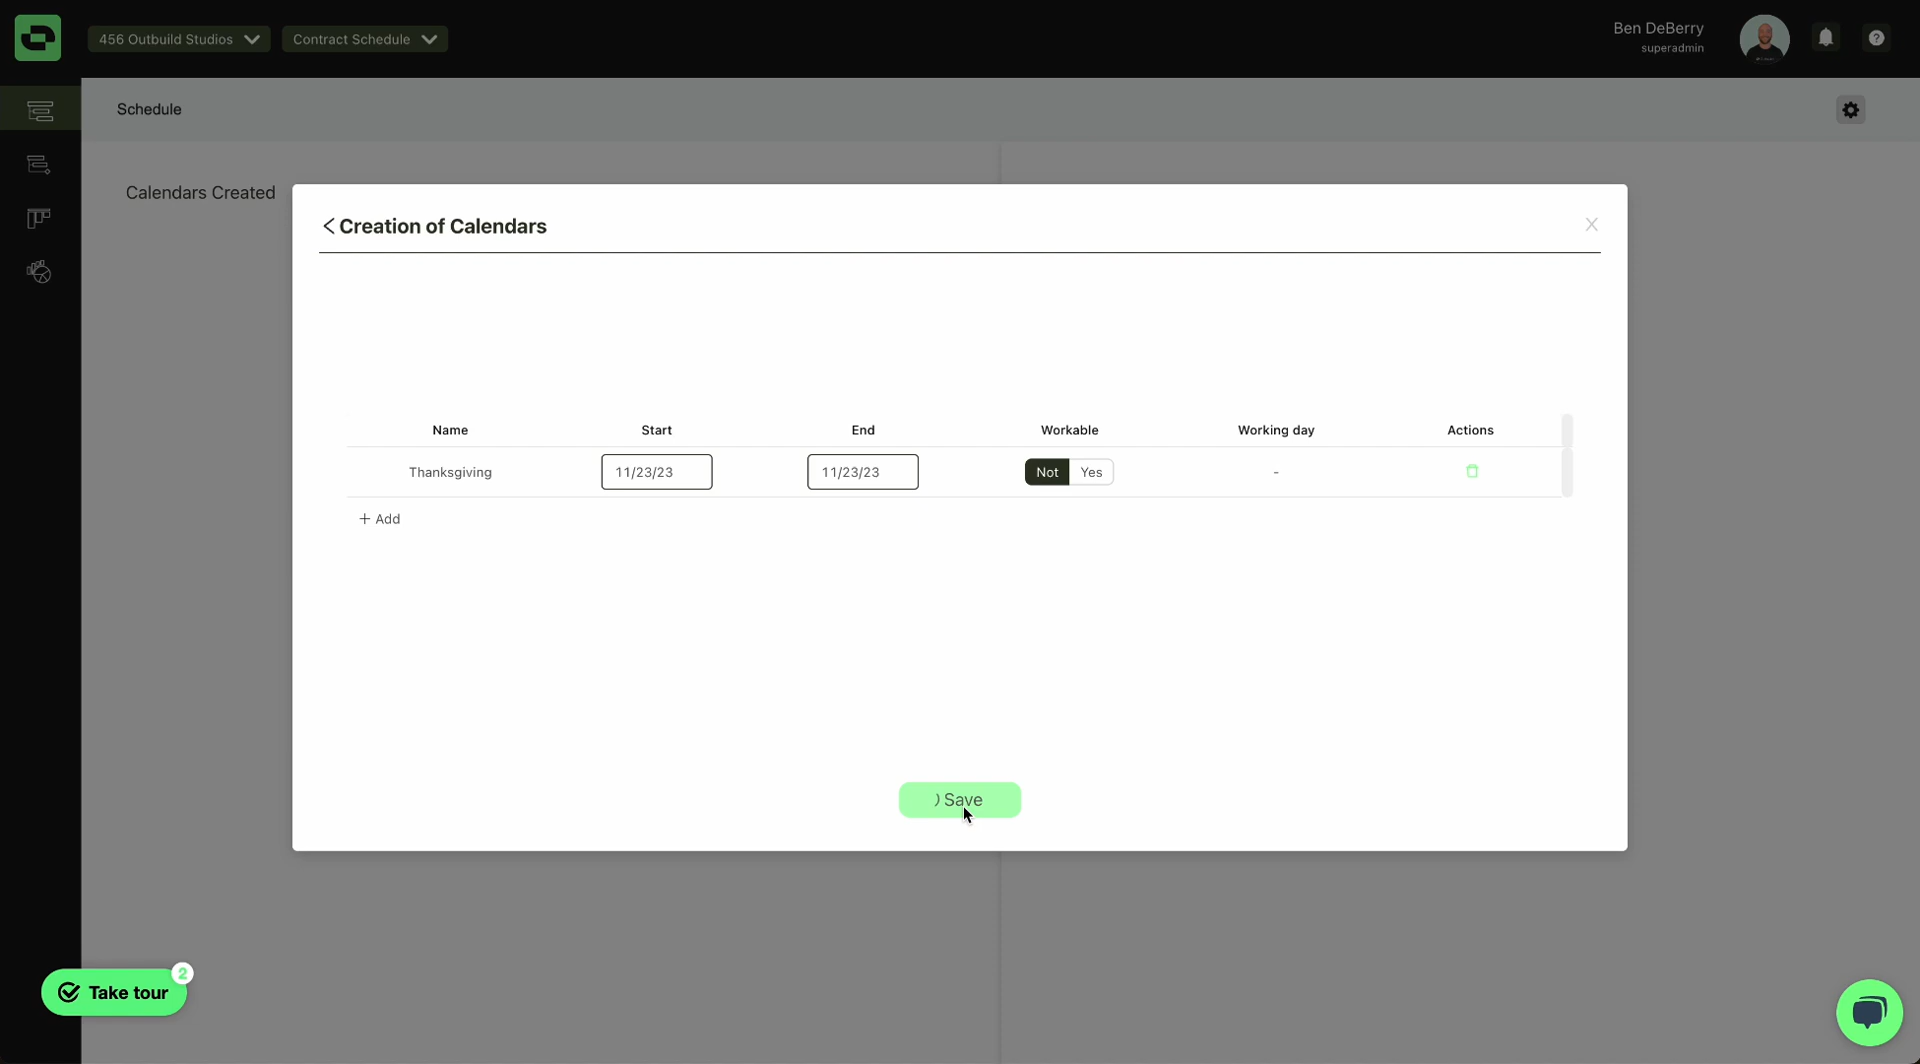 456 Outbuild Studios
Contract Schedule
Ben DeBerry
superadmin
Schedule
Calendars Created
Creation of Calendars
Name Start End Workable Working day Actions
Thanksgiving 11/23/23 11/23/23 Not Yes -
+ Add
Save
2
Take tour